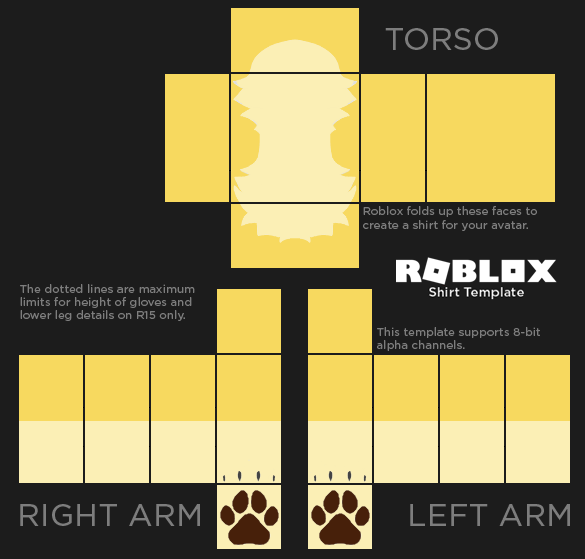 TORSO
Roblox folds up these faces to
create a shirt for your avatar.
ROBLOX
Shirt Template
The dotted lines are maximum
limits for height of gloves and
lower leg details on R15 only.
This template supports 8-bit
alpha channels.
RIGHT ARM
LEFT ARM